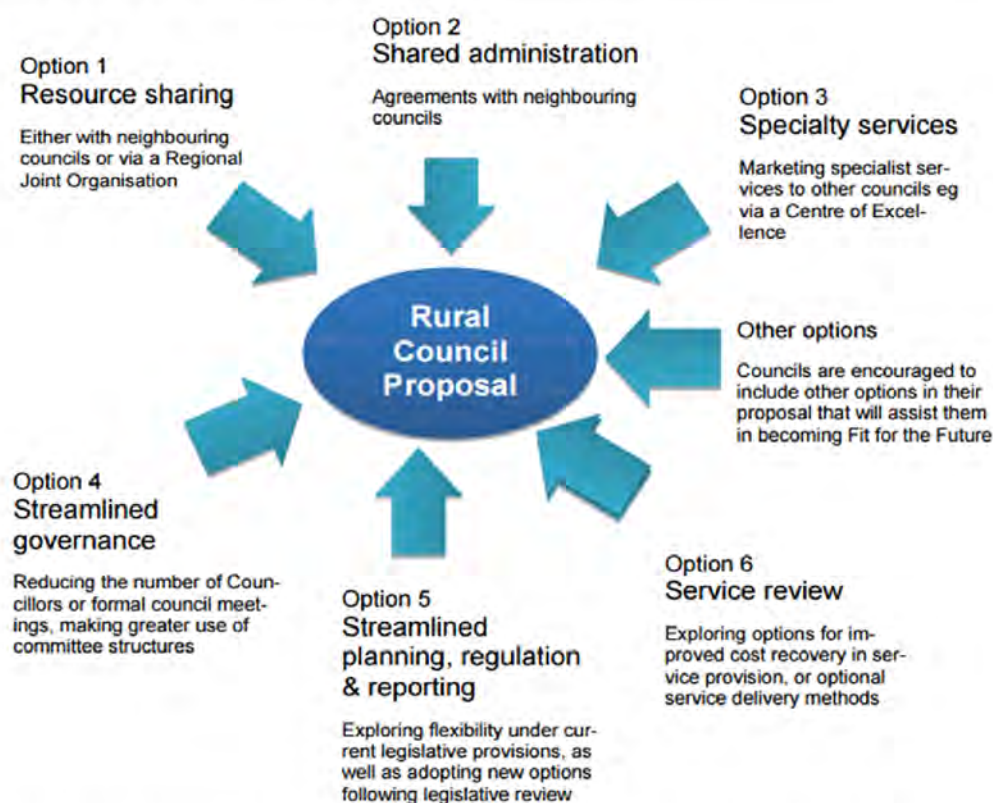 Option 1
Resource sharing
Either with neighbouring
councils or via a Regional
Joint Organisation
Option 2
Shared administration
Agreements with neighbouring
councils
Option 3
Specialty services
Marketing specialist ser-
vices to other councils eg
via a Centre of Excel-
lence
Rural
Council
Proposal
Other options
Councils are encouraged to
include other options in their
proposal that will assist them
in becoming Fit for the Future
Option 4
Streamlined
governance
Reducing the number of Coun-
cillors or formal council meet-
ings, making greater use of
committee structures
Option 5
Streamlined
planning, regulation
& reporting
Exploring flexibility under cur-
rent legislative provisions, as
well as adopting new options
following legislative review
Option 6
Service review
Exploring options for im-
proved cost recovery in ser-
vice provision, or optional
service delivery methods